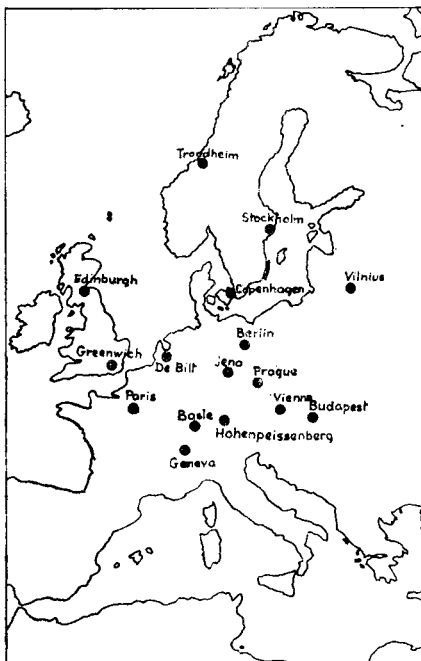 Trondheim
Stockholm
Edinburgh
Copenhagen
Vilnius
Berlin
Greenwich
De Bilt
Jena
Prague
Paris
Vienna
Budapest
Basle
Hohenpeissenberg
Geneva